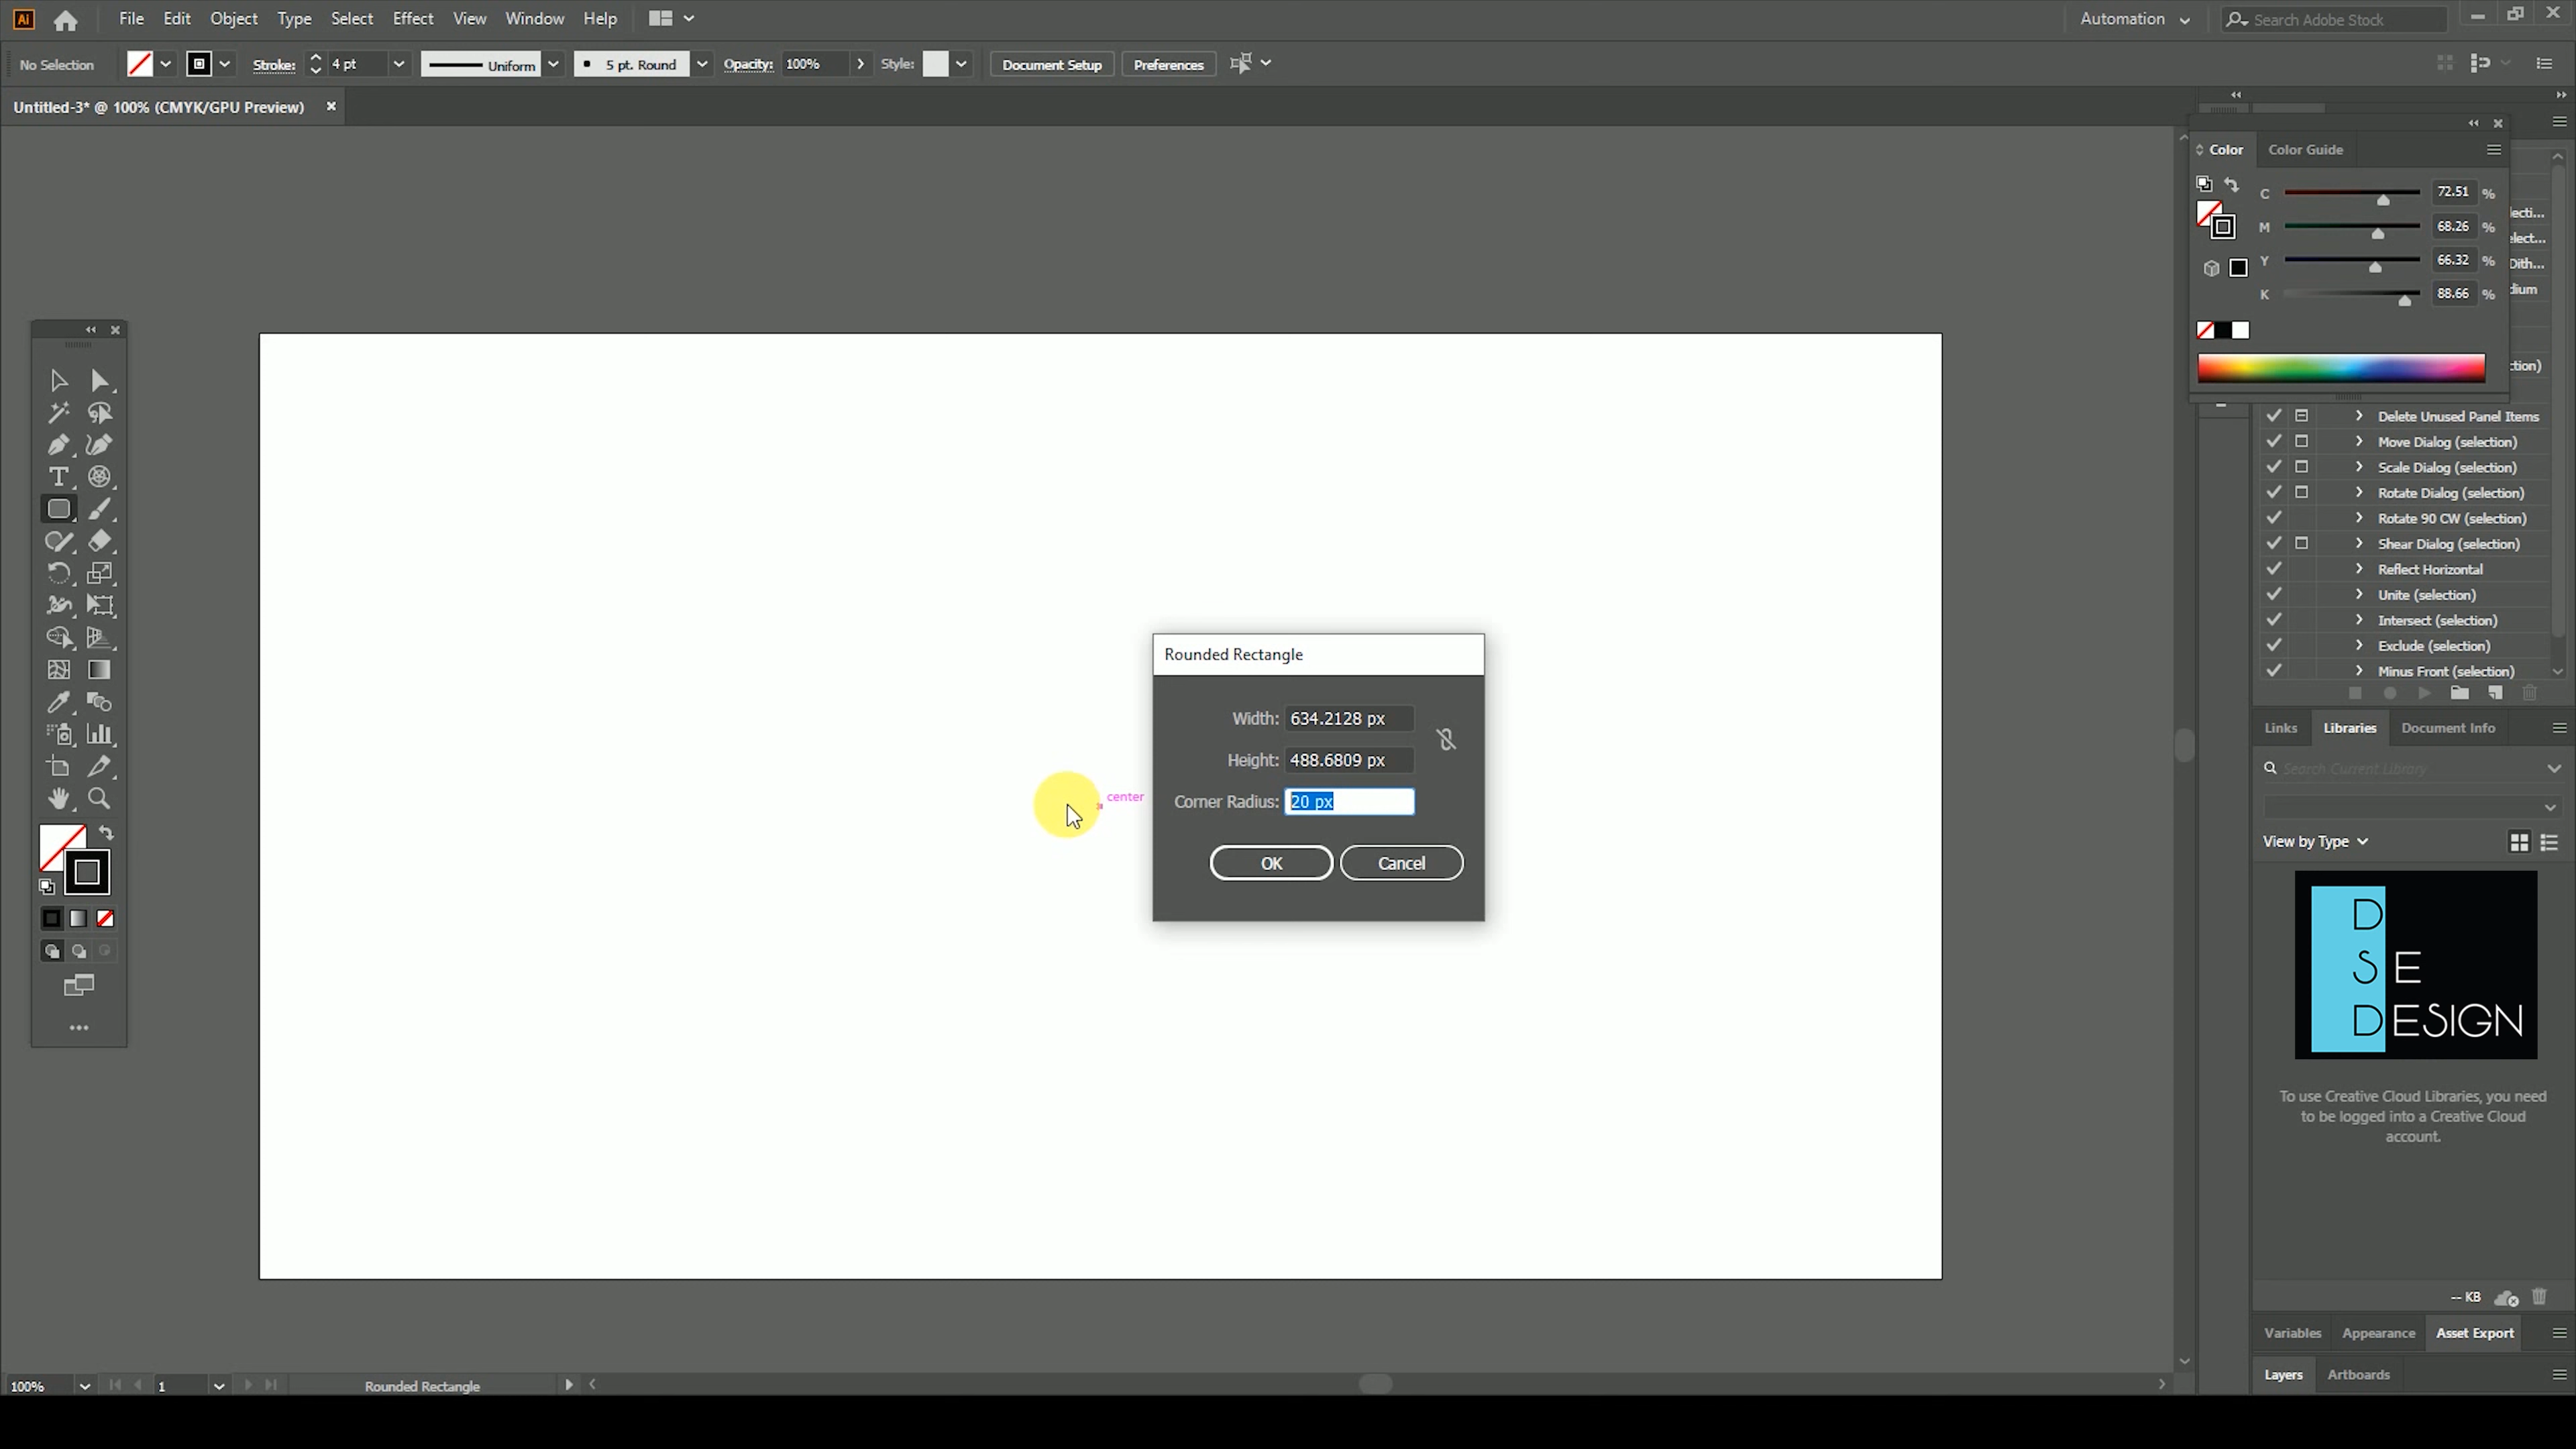 Ai File Edit Object Type Select Effect View Window Help Automation Search Adobe Stock
No Selection Stroke: 4 pt Uniform 5 pt. Round Opacity: 100% Style: Document Setup Preferences
Untitled-3* @ 100% (CMYK/GPU Preview)
Color Color Guide
C 72.51 %
M 68.26 %
Y 66.32 %
K 88.66 %
Delete Unused Panel Items
Move Dialog (selection)
Scale Dialog (selection)
Rotate Dialog (selection)
Rotate 90 CW (selection)
Shear Dialog (selection)
Reflect Horizontal
Unite (selection)
Intersect (selection)
Exclude (selection)
Minus Front (selection)
Rounded Rectangle
Width: 634.2128 px
Height: 488.6809 px
Corner Radius: 20 px
OK Cancel
center
Links Libraries Document Info
Search Current Library
View by Type
D
S E
DESIGN
To use Creative Cloud Libraries, you need
to be logged into a Creative Cloud
account.
-- KB
Variables Appearance Asset Export
Layers Artboards
100% 1 Rounded Rectangle